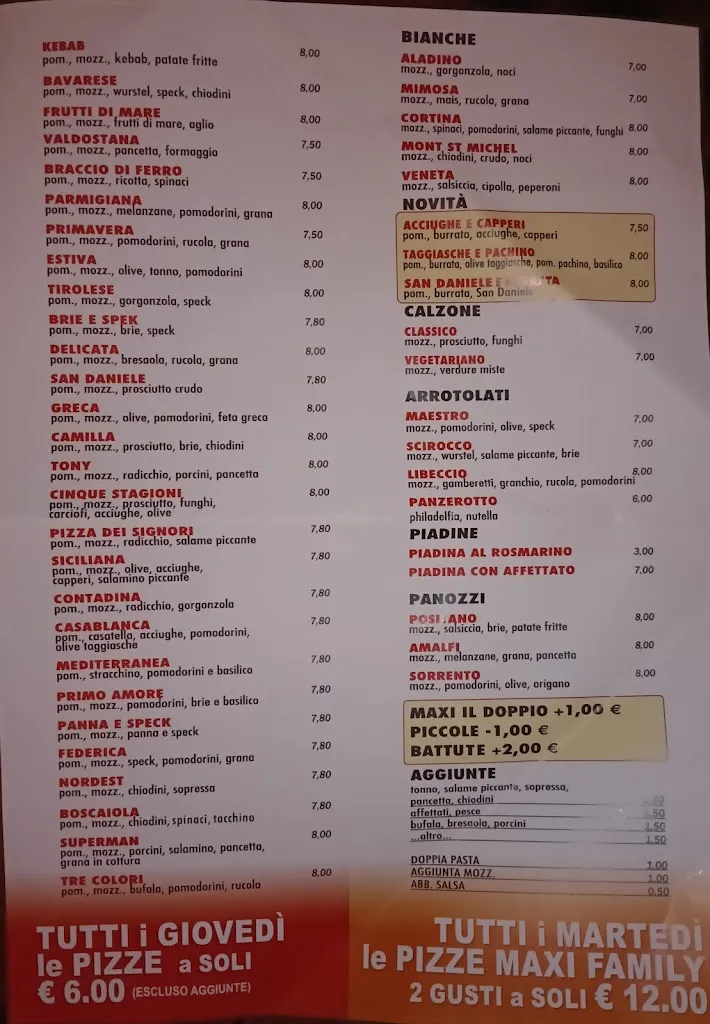 KEBAB 8,00
pom., mozz., kebab, patate fritte
BAVARESE 8,00
pom., mozz., wurstel, speck, chiodini
FRUTTI DI MARE 8,00
pom., mozz., frutti di mare, aglio
VALDOSTANA 7,50
pom., mozz., pancetta, formaggio
BRACCIO DI FERRO 7,50
pom., mozz., ricotta, spinaci
PARMIGIANA 8,00
pom., mozz., melanzane, pomodorini, grana
PRIMAVERA 7,50
pom., mozz., pomodorini, rucola, grana
ESTIVA 8,00
pom., mozz., olive, tonno, pomodorini
TIROLESE 8,00
pom., mozz., gorgonzola, speck
BRIE E SPEK 7,80
pom., mozz., brie, speck
DELICATA 8,00
pom., mozz., bresaola, rucola, grana
SAN DANIELE 7,80
pom., mozz., prosciutto crudo
GRECA 8,00
pom., mozz., olive, pomodorini, feta greca
CAMILLA 8,00
pom., mozz., prosciutto, brie, chiodini
TONY 8,00
pom., mozz., radicchio, porcini, pancetta
CINQUE STAGIONI 8,00
pom., mozz., prosciutto, funghi,
carciofi, acciughe, olive
PIZZA DEI SIGNORI 7,80
pom., mozz., radicchio, salame piccante
SICILIANA 7,80
pom., mozz., olive, acciughe,
capperi, salamino piccante
CONTADINA 7,80
pom., mozz., radicchio, gorgonzola
CASABLANCA 7,80
pom., casatella, acciughe, pomodorini,
olive taggiasche
MEDITERRANEA 7,80
pom., stracchino, pomodorini e basilico
PRIMO AMORE 7,80
pom., mozz., pomodorini, brie e basilico
PANNA E SPECK 7,80
pom., mozz., panna e speck
FEDERICA 7,80
pom., mozz., speck, pomodorini, grana
NORDEST 7,80
pom., mozz., chiodini, sopressa
BOSCAIOLA 7,80
pom., mozz., chiodini, spinaci, tacchino
SUPERMAN 8,00
pom., mozz., porcini, salamino, pancetta,
grana in cottura
TRE COLORI 8,00
pom., mozz., bufala, pomodorini, rucola
TUTTI i GIOVEDÌ
le PIZZE a SOLI
€ 6.00 (ESCLUSO AGGIUNTE)
BIANCHE
ALADINO 7,00
mozz., gorgonzola, noci
MIMOSA 7,00
mozz., mais, rucola, grana
CORTINA
mozz., spinaci, pomodorini, salame piccante, funghi 8,00
MONT ST MICHEL 8,00
mozz., chiodini, crudo, noci
VENETA 8,00
mozz., salsiccia, cipolla, peperoni
NOVITÀ
ACCIUGHE E CAPPERI 7,50
pom., burrata, acciughe, capperi
TAGGIASCHE E PACHINO 8,00
pom., burrata, olive taggiasche, pom. pachino, basilico
SAN DANIELE E 8,00
pom., burrata, San Daniele
CALZONE
CLASSICO 7,00
mozz., prosciutto, funghi
VEGETARIANO 7,00
mozz., verdure miste
ARROTOLATI
MAESTRO 7,00
mozz., pomodorini, olive, speck
SCIROCCO 7,00
mozz., wurstel, salame piccante, brie
LIBECCIO 8,00
mozz., gamberetti, granchio, rucola, pomodorini
PANZEROTTO 6,00
philadelfia, nutella
PIADINE
PIADINA AL ROSMARINO 3,00
PIADINA CON AFFETTATO 7,00
PANOZZI
POSITANO 8,00
mozz., salsiccia, brie, patate fritte
AMALFI 8,00
mozz., melanzane, grana, pancetta
SORRENTO 8,00
mozz., pomodorini, olive, origano
MAXI IL DOPPIO +1,00 €
PICCOLE -1,00 €
BATTUTE +2,00 €
AGGIUNTE
tonno, salame piccante, sopressa,
pancetta, chiodini
affettati, pesce
bufala, bresaola, porcini 1,50
...altro... 1,50
DOPPIA PASTA 1,00
AGGIUNTA MOZZ. 1,00
ABB. SALSA 0,50
TUTTI i MARTEDÌ
le PIZZE MAXI FAMILY
2 GUSTI a SOLI € 12.00